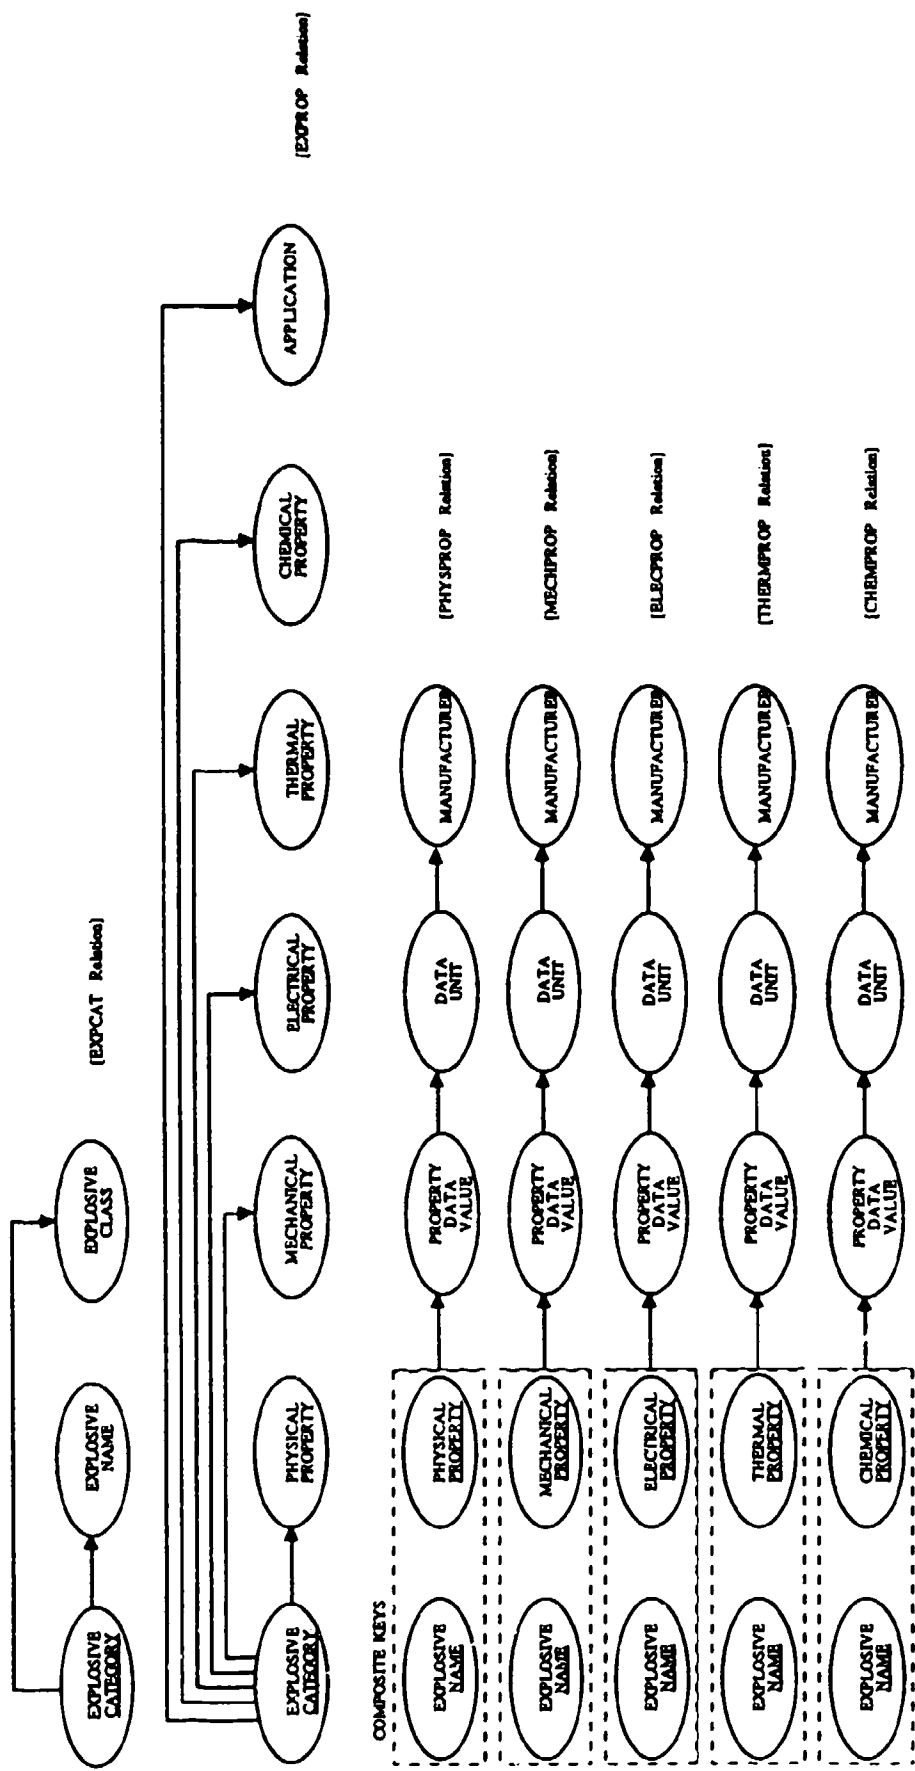 EXPLOSIVE
CATEGORY
EXPLOSIVE
NAME
EXPLOSIVE
CLASS
[EXPCAT Relation]
EXPLOSIVE
CATEGORY
PHYSICAL
PROPERTY
MECHANICAL
PROPERTY
ELECTRICAL
PROPERTY
THERMAL
PROPERTY
CHEMICAL
PROPERTY
APPLICATION
[EXPROP Relation]
COMPOSITE KEYS
EXPLOSIVE
NAME
PHYSICAL
PROPERTY
PROPERTY
DATA
VALUE
DATA
UNIT
MANUFACTURER
[PHYSPROP Relation]
EXPLOSIVE
NAME
MECHANICAL
PROPERTY
PROPERTY
DATA
VALUE
DATA
UNIT
MANUFACTURER
[MECHPROP Relation]
EXPLOSIVE
NAME
ELECTRICAL
PROPERTY
PROPERTY
DATA
VALUE
DATA
UNIT
MANUFACTURER
[ELECPROP Relation]
EXPLOSIVE
NAME
THERMAL
PROPERTY
PROPERTY
DATA
VALUE
DATA
UNIT
MANUFACTURER
[THERMPROP Relation]
EXPLOSIVE
NAME
CHEMICAL
PROPERTY
PROPERTY
DATA
VALUE
DATA
UNIT
MANUFACTURER
[CHEMPROP Relation]